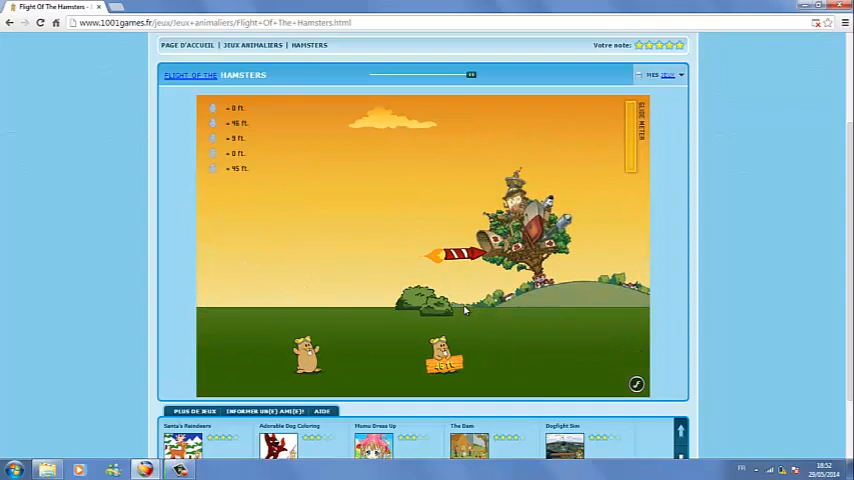 Flight Of The Hamsters - J
www.1001games.fr/jeux/Jeux+animaliers/Flight+Of+The+Hamsters.html
PAGE D'ACCUEIL | JEUX ANIMALIERS | HAMSTERS
Votre note:
FLIGHT OF THE HAMSTERS
MES JEUX
= 0 ft.
= 46 ft.
= 9 ft.
= 0 ft.
= 45 ft.
GLIDE METER
46 ft
PLUS DE JEUX
INFORMER UN(E) AMI(E)!
AIDE
Santa's Reindeers
Adorable Dog Coloring
Momu Dress Up
The Dam
Dogfight Sim
FR
18:52
29/05/2014